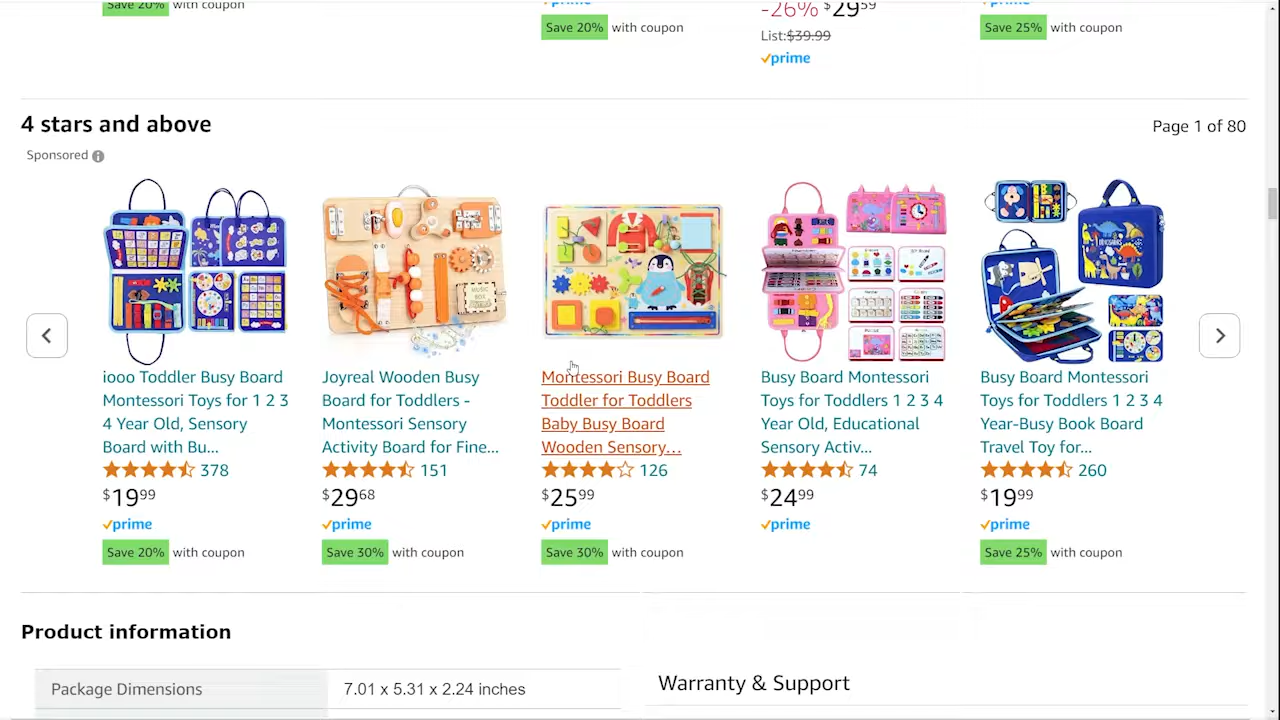 Save 20% with coupon
prime
Save 20% with coupon
-26% $29 59
List:$39.99
prime
Save 25% with coupon
4 stars and above
Page 1 of 80
Sponsored
iooo Toddler Busy Board
Montessori Toys for 1 2 3
4 Year Old, Sensory
Board with Bu...
378
$19 99
prime
Save 20% with coupon
Joyreal Wooden Busy
Board for Toddlers -
Montessori Sensory
Activity Board for Fine...
151
$29 68
prime
Save 30% with coupon
Montessori Busy Board
Toddler for Toddlers
Baby Busy Board
Wooden Sensory...
126
$25 99
prime
Save 30% with coupon
Busy Board Montessori
Toys for Toddlers 1 2 3 4
Year Old, Educational
Sensory Activ...
74
$24 99
prime
Busy Board Montessori
Toys for Toddlers 1 2 3 4
Year-Busy Book Board
Travel Toy for...
260
$19 99
prime
Save 25% with coupon
Product information
Package Dimensions
7.01 x 5.31 x 2.24 inches
Warranty & Support